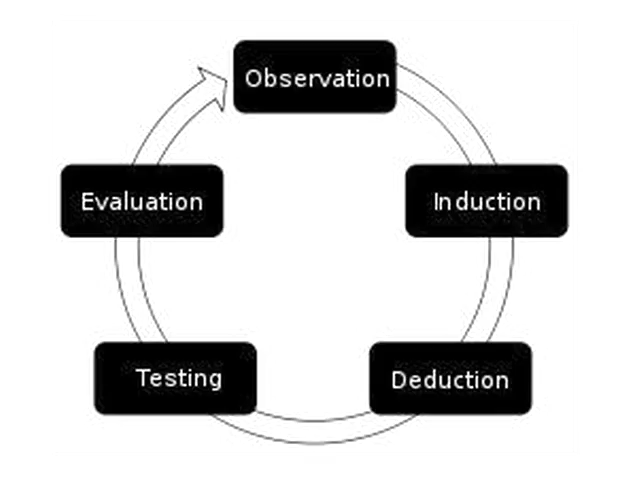 Observation
Induction
Deduction
Testing
Evaluation